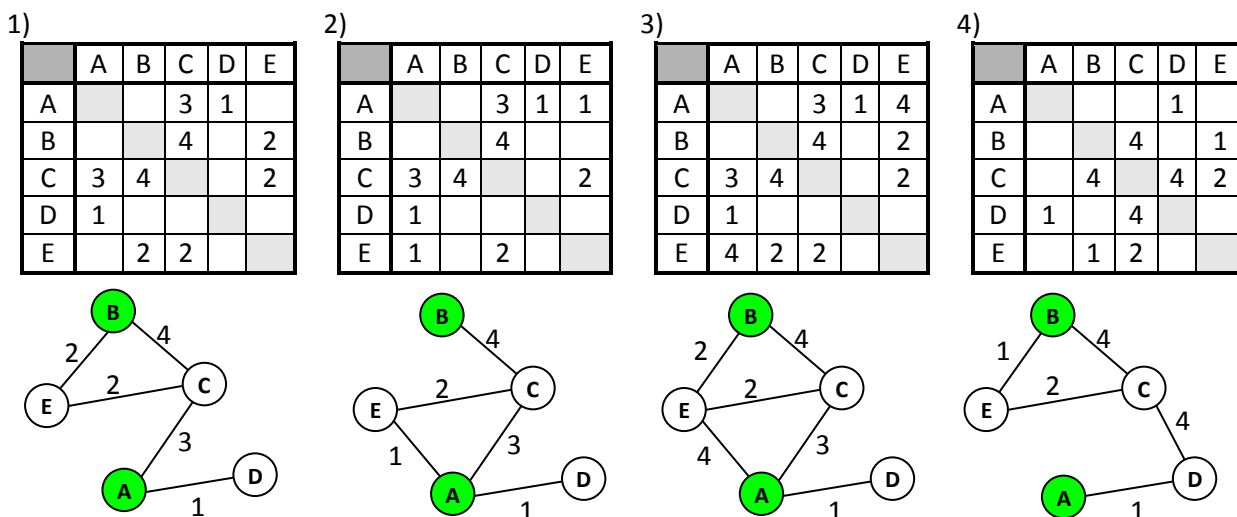 1) 2) 3) 4)
A B C D E A B C D E A B C D E A B C D E
A 3 1 A 3 1 1 A 3 1 4 A 1
B 4 2 B 4 B 4 2 B 4 1
C 3 4 2 C 3 4 2 C 3 4 2 C 4 4 2
D 1 D 1 D 1 D 1 4
E 2 2 E 1 2 E 4 2 2 E 1 2
B B B B
4 4 4 4
2 2 1
2 C 2 C 2 C 2 C
E E E E
3 1 3 4 3 4
A D A D A D A D
1 1 1 1